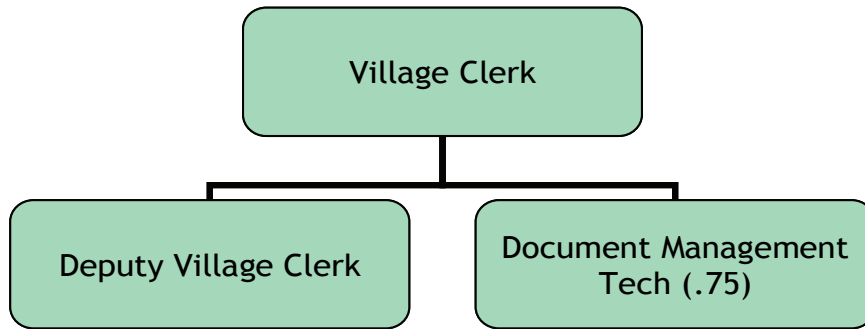 Village Clerk
Deputy Village Clerk
Document Management
Tech (.75)